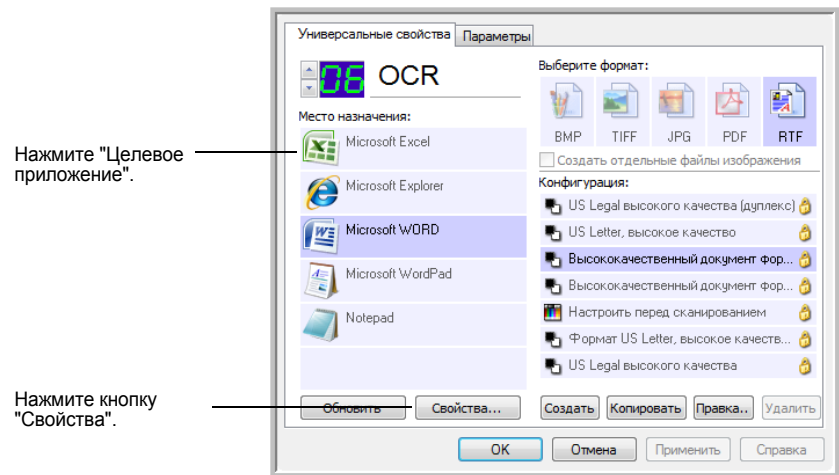 Универсальные свойства Параметры
06 OCR
Выберите формат:
BMP TIFF JPG PDF RTF
Создать отдельные файлы изображения
Место назначения:
Microsoft Excel
Microsoft Explorer
Microsoft WORD
Microsoft WordPad
Notepad
Конфигурация:
US Legal высокого качества (дуплекс)
US Letter, высокое качество
Высококачественный документ фор...
Высококачественный документ фор...
Настроить перед сканированием
Формат US Letter, высокое качеств...
US Legal высокого качества
Нажмите "Целевое
приложение".
Нажмите кнопку
"Свойства".
Обновить Свойства... Создать Копировать Правка.. Удалить
OK Отмена Применить Справка